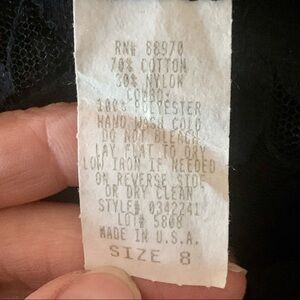 RN# 88970
70% COTTON
30% NYLON
COMBO:
100% POLYESTER
HAND WASH COLD
DO NOT BLEACH
LAY FLAT TO DRY
LOW IRON IF NEEDED
ON REVERSE SIDE
OR DRY CLEAN
STYLE# 0342241
LOT# 5808
MADE IN U.S.A.
SIZE 8